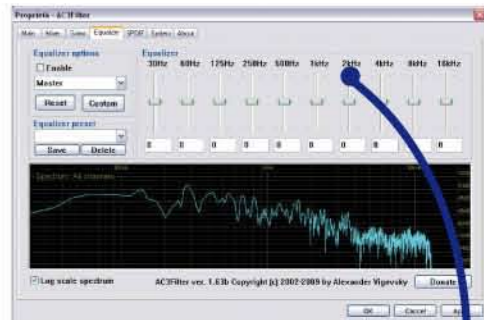 Proprietà - AC3Filter
Main Mixer Gains Equalizer SPDIF System About
Equalizer options
Enable
Master
Reset Custom
Equalizer preset
Save Delete
Equalizer
30Hz 60Hz 125Hz 250Hz 500Hz 1kHz 2kHz 4kHz 8kHz 16kHz
0 0 0 0 0 0 0 0 0 0
Spectrum: All channels
Log scale spectrum
AC3Filter ver. 1.63b Copyright (c) 2002-2009 by Alexander Vigovsky
Donate
OK Cancel